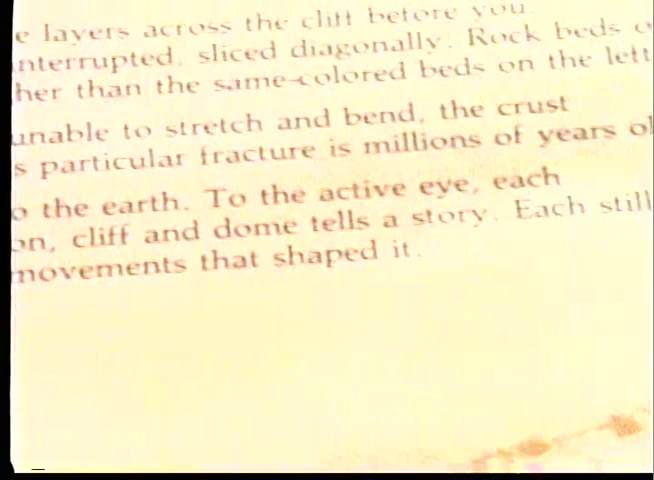 e layers across the cliff before you
interrupted, sliced diagonally. Rock beds o
her than the same-colored beds on the left
unable to stretch and bend, the crust
s particular fracture is millions of years ol
o the earth. To the active eye, each
on, cliff and dome tells a story. Each still
movements that shaped it.